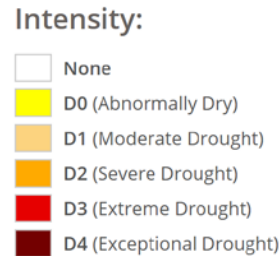 Intensity:
None
D0 (Abnormally Dry)
D1 (Moderate Drought)
D2 (Severe Drought)
D3 (Extreme Drought)
D4 (Exceptional Drought)